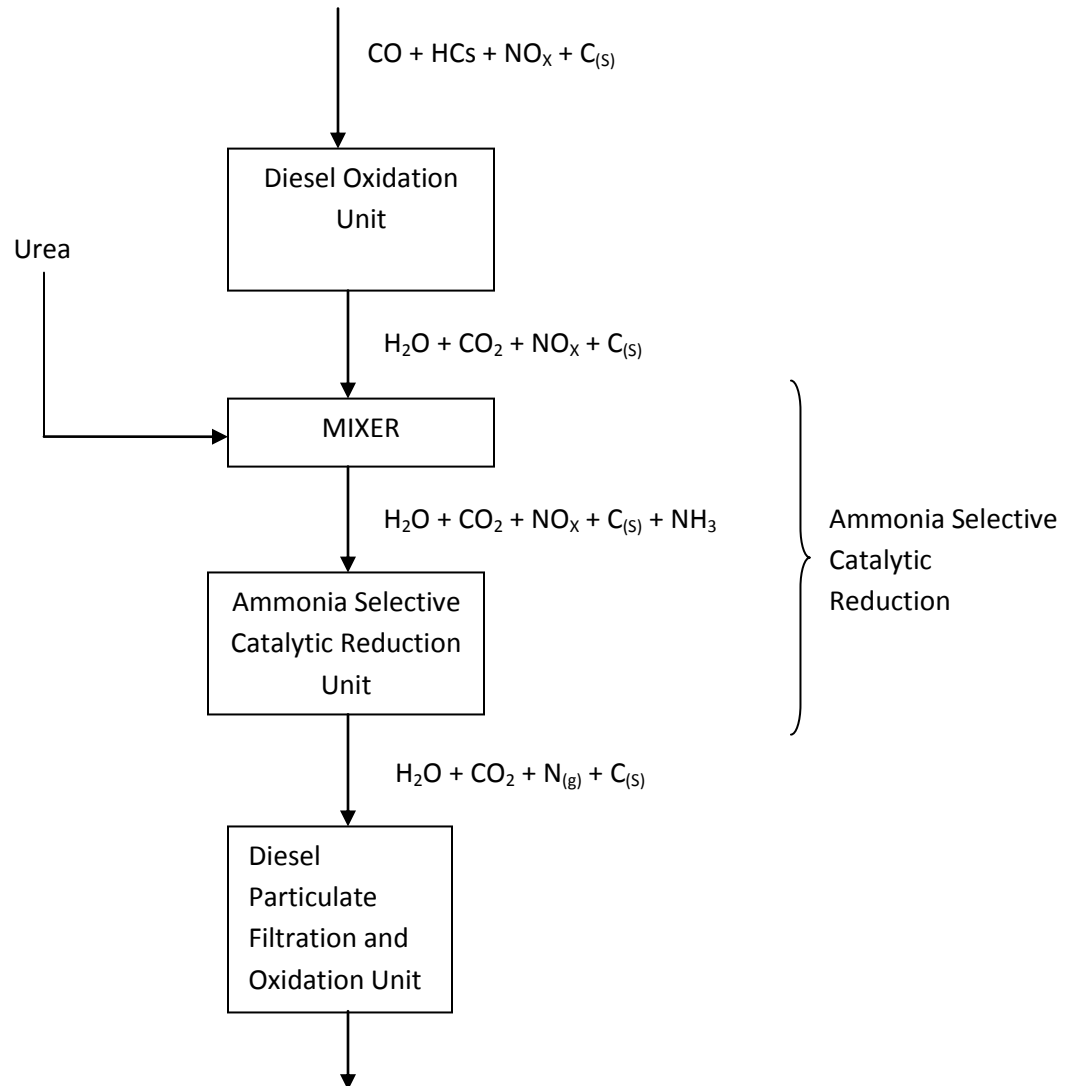 CO + HCs + NOₓ + C₍ₛ₎
Diesel Oxidation
Unit
Urea
H₂O + CO₂ + NOₓ + C₍ₛ₎
MIXER
H₂O + CO₂ + NOₓ + C₍ₛ₎ + NH₃
Ammonia Selective
Catalytic
Reduction
Ammonia Selective
Catalytic Reduction
Unit
H₂O + CO₂ + N₍g₎ + C₍ₛ₎
Diesel
Particulate
Filtration and
Oxidation Unit